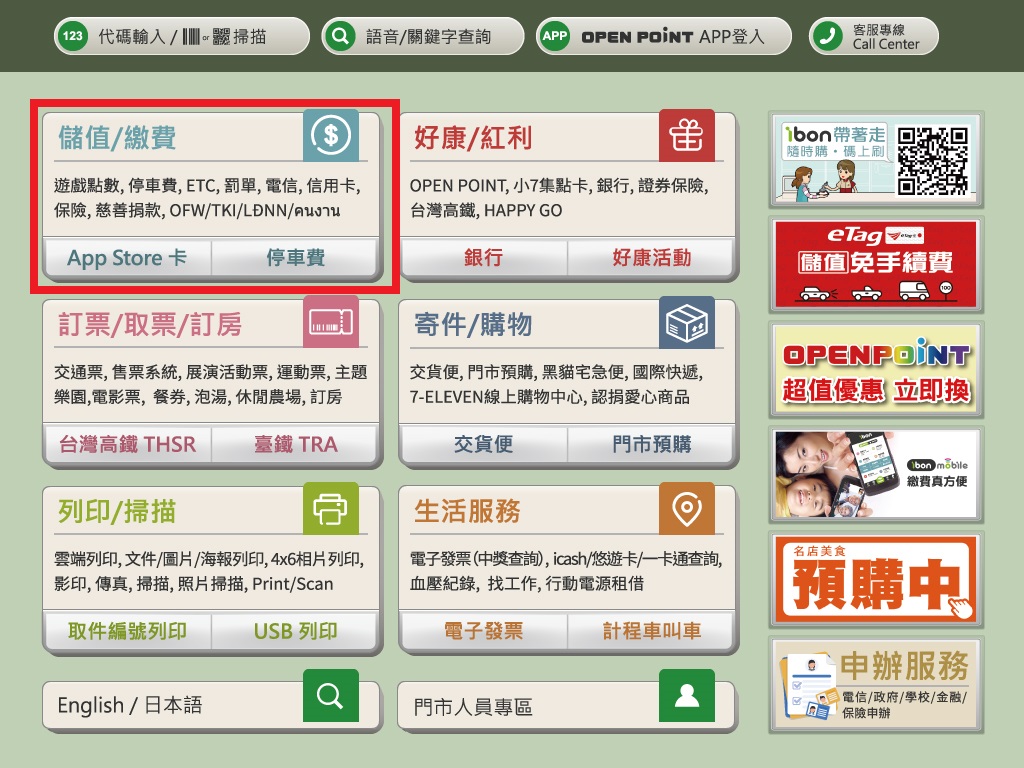 123 代碼輸入 / or 掃描
語音/關鍵字查詢
APP OPEN POiNT APP登入
客服專線
Call Center
儲值/繳費
遊戲點數, 停車費, ETC, 罰單, 電信, 信用卡,
保險, 慈善捐款, OFW/TKI/LĐNN/คนงาน
App Store 卡
停車費
好康/紅利
OPEN POINT, 小7集點卡, 銀行, 證券保險,
台灣高鐵, HAPPY GO
銀行
好康活動
訂票/取票/訂房
交通票, 售票系統, 展演活動票, 運動票, 主題
樂園,電影票, 餐券, 泡湯, 休閒農場, 訂房
台灣高鐵 THSR
臺鐵 TRA
寄件/購物
交貨便, 門市預購, 黑貓宅急便, 國際快遞,
7-ELEVEN線上購物中心, 認捐愛心商品
交貨便
門市預購
列印/掃描
雲端列印, 文件/圖片/海報列印, 4x6相片列印,
影印, 傳真, 掃描, 照片掃描, Print/Scan
取件編號列印
USB 列印
生活服務
電子發票(中獎查詢), icash/悠遊卡/一卡通查詢,
血壓紀錄, 找工作, 行動電源租借
電子發票
計程車叫車
English / 日本語
門市人員專區
ibon帶著走
隨時購・碼上刷
eTag
儲值免手續費
100
OPENPOiNT
超值優惠 立即換
ibon mobile
繳費真方便
名店美食
預購中
申辦服務
電信/政府/學校/金融/
保險申辦